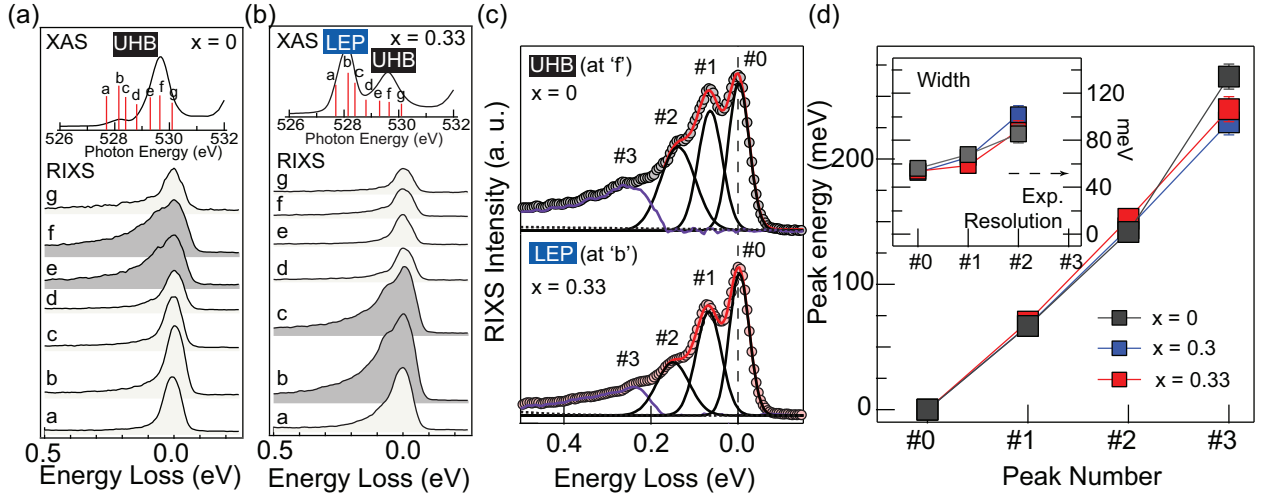 (a)
XAS
UHB
x = 0
a
b
c
d
e
f
g
526
528
530
532
Photon Energy (eV)
RIXS
g
f
e
d
c
b
a
0.5
0.0
Energy Loss (eV)
(b)
XAS
LEP
x = 0.33
UHB
a
b
c
d
e
f
g
526
528
530
532
Photon Energy (eV)
RIXS
g
f
e
d
c
b
a
0.5
0.0
Energy Loss (eV)
(c)
RIXS Intensity (a. u.)
UHB (at 'f')
x = 0
#3
#2
#1
#0
LEP (at 'b')
x = 0.33
#3
#2
#1
#0
0.4
0.2
0.0
Energy Loss (eV)
(d)
Peak energy (meV)
200
100
0
Width
120
80
40
0
meV
Exp.
Resolution
#0
#1
#2
#3
x = 0
x = 0.3
x = 0.33
#0
#1
#2
#3
Peak Number